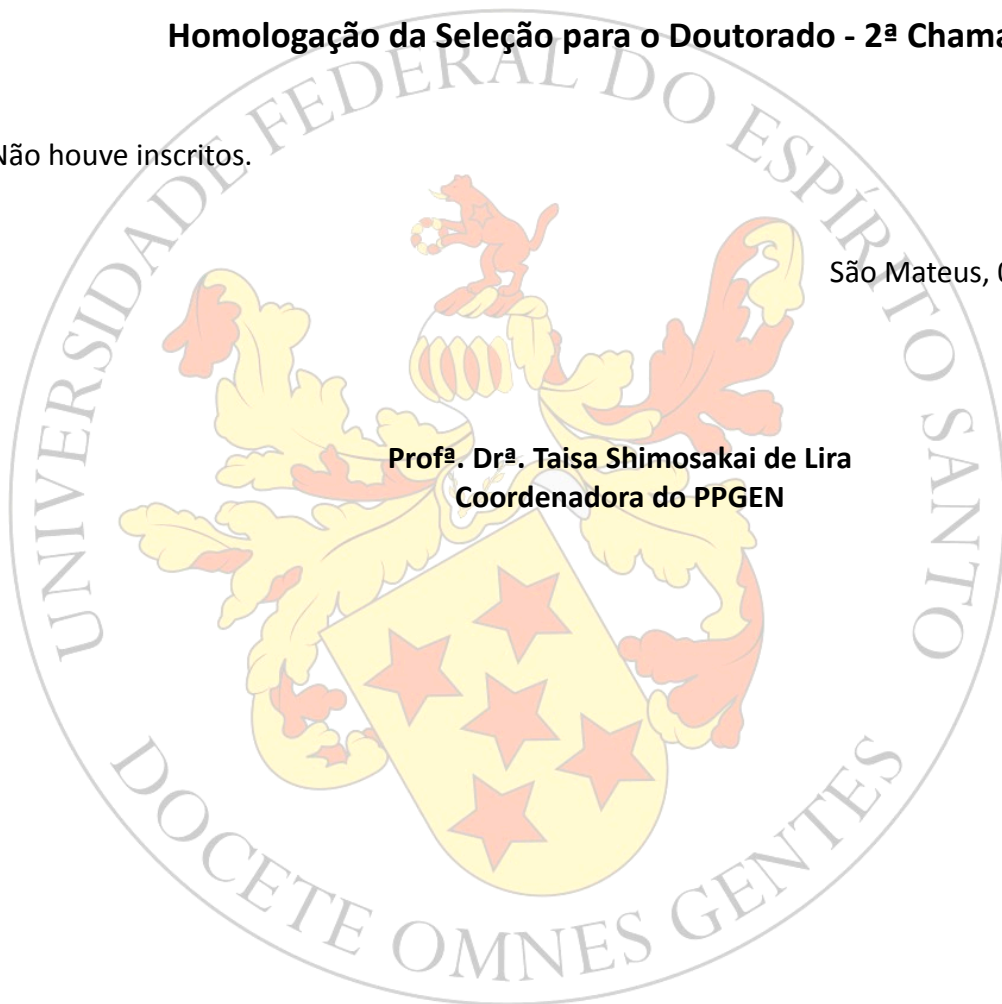 Homologação da Seleção para o Doutorado - 2ª
Não houve inscritos.
São Mateus,
Profª. Drª. Taisa Shimosakai de Lira
Coordenadora do PPGEN
UNIVERSIDADE FEDERAL DO ESPÍRITO SANTO
DOCETE OMNES GENTES